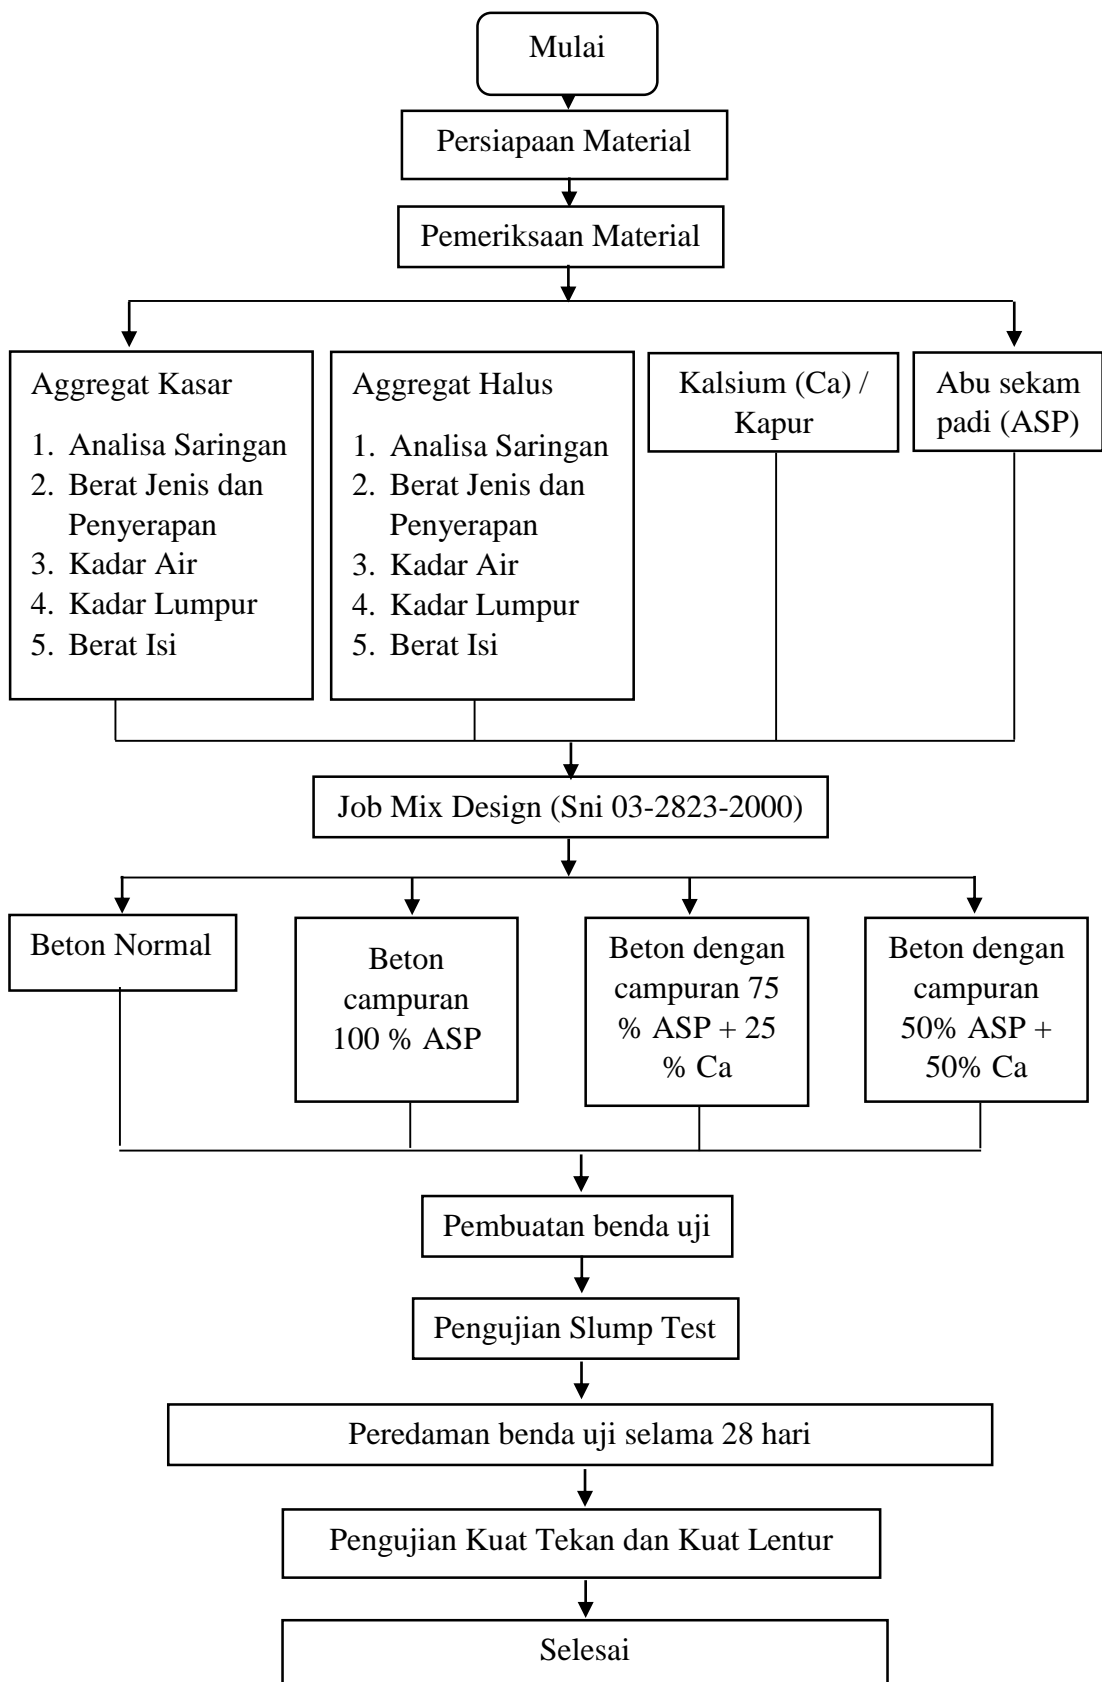 Mulai
Persiapaan Material
Pemeriksaan Material
Aggregat Kasar
1. Analisa Saringan
2. Berat Jenis dan
Penyerapan
3. Kadar Air
4. Kadar Lumpur
5. Berat Isi
Aggregat Halus
1. Analisa Saringan
2. Berat Jenis dan
Penyerapan
3. Kadar Air
4. Kadar Lumpur
5. Berat Isi
Kalsium (Ca) /
Kapur
Abu sekam
padi (ASP)
Job Mix Design (Sni 03-2823-2000)
Beton Normal
Beton
campuran
100 % ASP
Beton dengan
campuran 75
% ASP + 25
% Ca
Beton dengan
campuran
50% ASP +
50% Ca
Pembuatan benda uji
Pengujian Slump Test
Peredaman benda uji selama 28 hari
Pengujian Kuat Tekan dan Kuat Lentur
Selesai